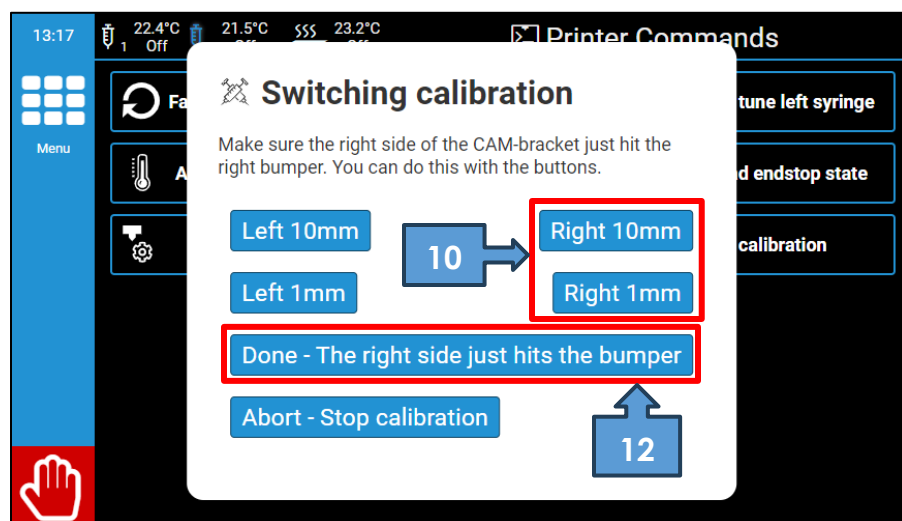 13:17
22.4°C 21.5°C 23.2°C
1 Off
Printer Commands
Menu
Switching calibration
tune left syringe
Make sure the right side of the CAM-bracket just hit the
right bumper. You can do this with the buttons.
endstop state
Left 10mm
10
Right 10mm
calibration
Left 1mm
Right 1mm
Done - The right side just hits the bumper
Abort - Stop calibration
12